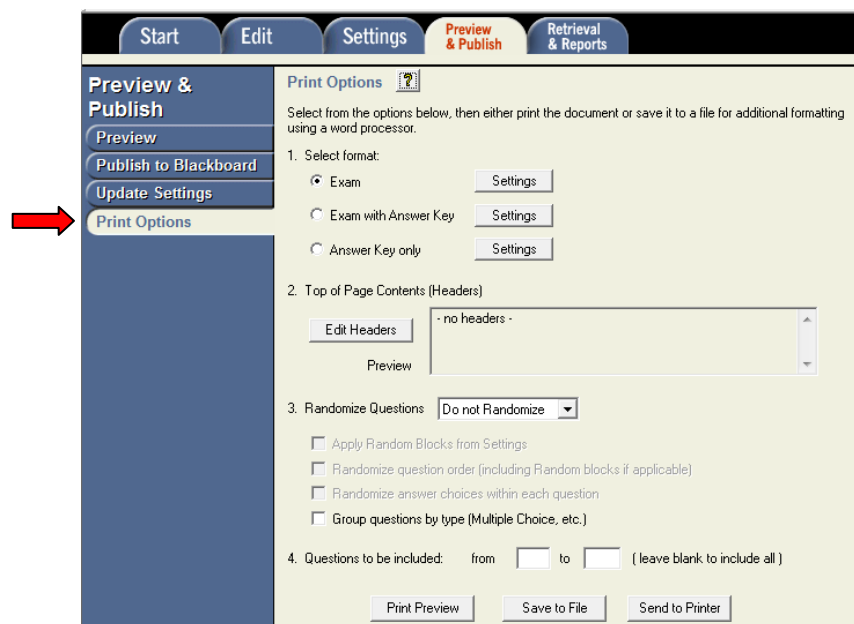 Start
Edit
Settings
Preview
& Publish
Retrieval
& Reports
Preview &
Publish
Preview
Publish to Blackboard
Update Settings
Print Options
Print Options ?
Select from the options below, then either print the document or save it to a file for additional formatting
using a word processor.
1. Select format:
Exam Settings
Exam with Answer Key Settings
Answer Key only Settings
2. Top of Page Contents (Headers)
Edit Headers
- no headers -
Preview
3. Randomize Questions Do not Randomize
Apply Random Blocks from Settings
Randomize question order (including Random blocks if applicable)
Randomize answer choices within each question
Group questions by type (Multiple Choice, etc.)
4. Questions to be included: from to ( leave blank to include all )
Print Preview Save to File Send to Printer